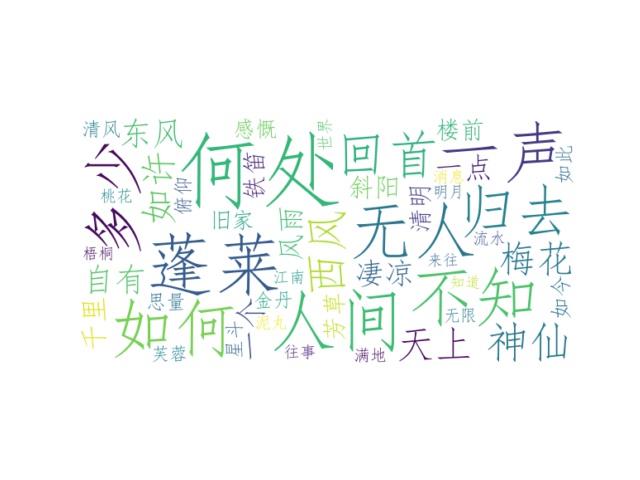 清风
东风
感慨
世界
楼前
多少
如许
俯仰
铁笛
何处
回首
一点
一声
如此
桃花
斜阳
消息
明月
清明
旧家
风雨
西风
无人
归去
梧桐
蓬莱
流水
自有
江南
凄凉
来往
梅花
千里
思量
金丹
芳草
知道
如今
如何
一个
人间
不知
无限
星斗
泥丸
芙蓉
往事
满地
天上
神仙